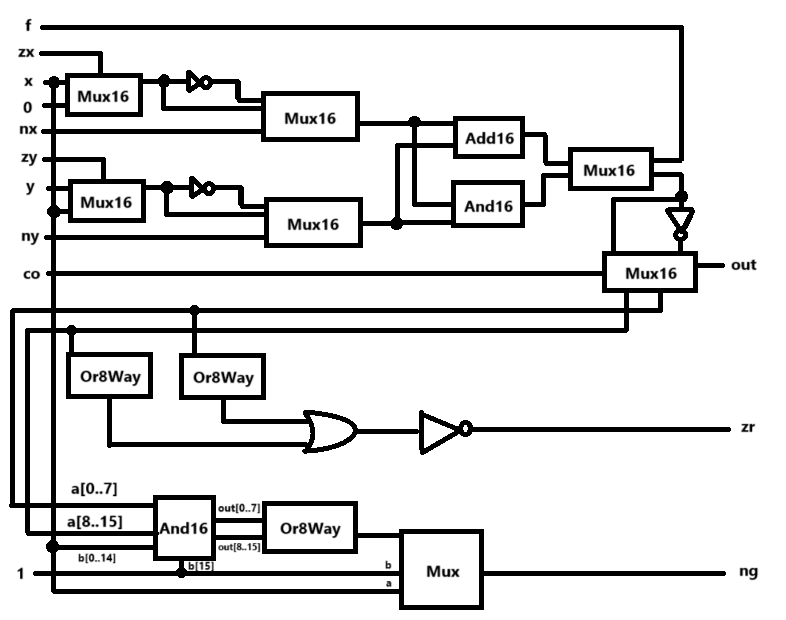 f
zx
x
0
Mux16
nx
Mux16
Add16
zy
y
Mux16
Mux16
And16
Mux16
ny
co
Mux16
out
Or8Way
Or8Way
zr
a[0..7]
a[8..15]
And16
out[0..7]
Or8Way
out[8..15]
b[0..14]
b[15]
1
b
a
Mux
ng